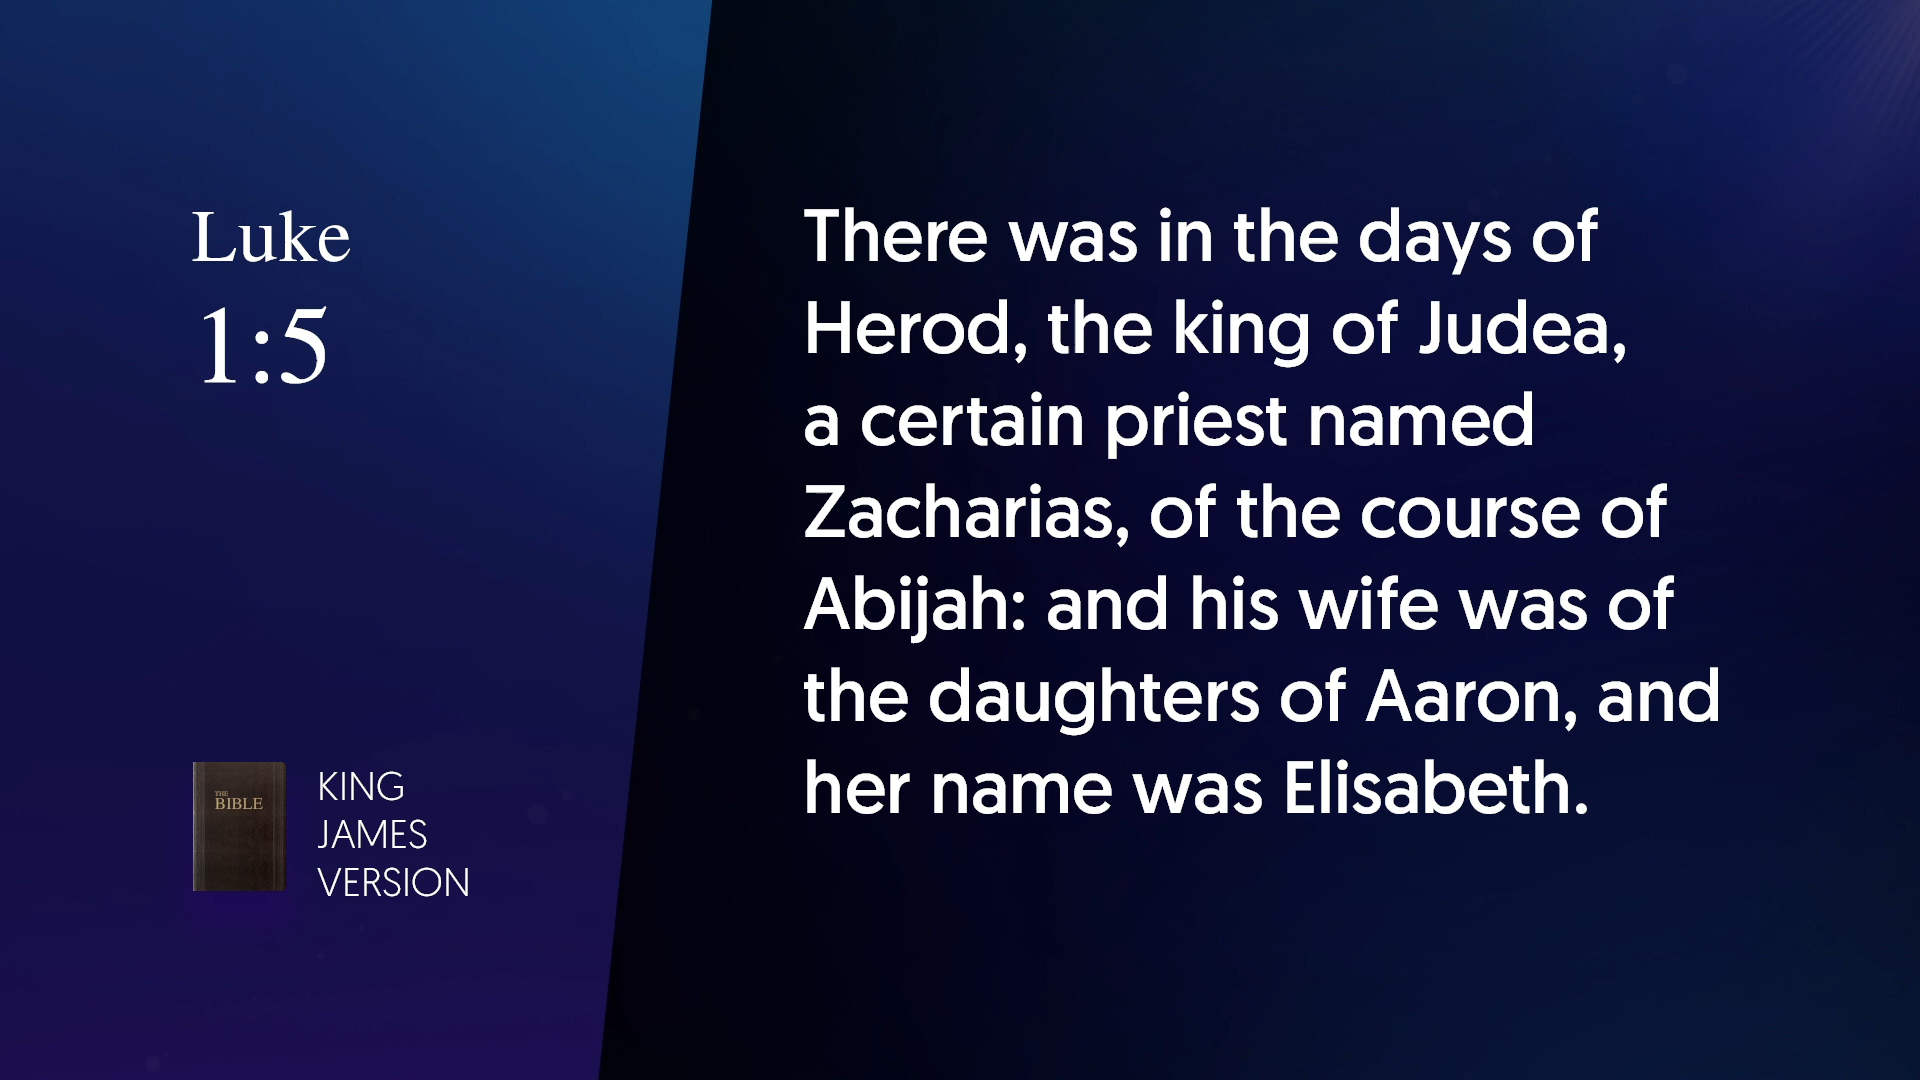 Luke
1:5
There was in the days of
Herod, the king of Judea,
a certain priest named
Zacharias, of the course of
Abijah: and his wife was of
the daughters of Aaron, and
her name was Elisabeth.
THE
BIBLE
KING
JAMES
VERSION